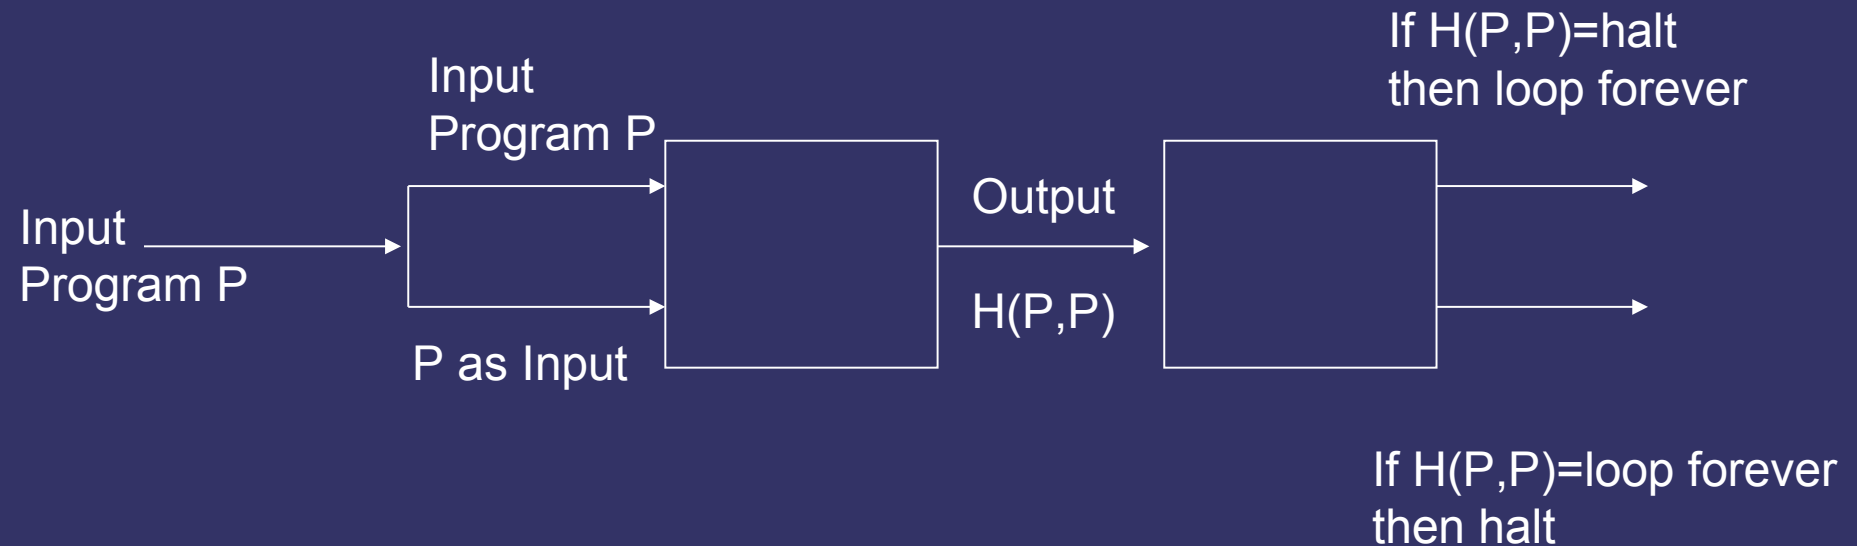 Input
Program P
Input
Program P
P as Input
Output
H(P,P)
If H(P,P)=halt
then loop forever
If H(P,P)=loop forever
then halt